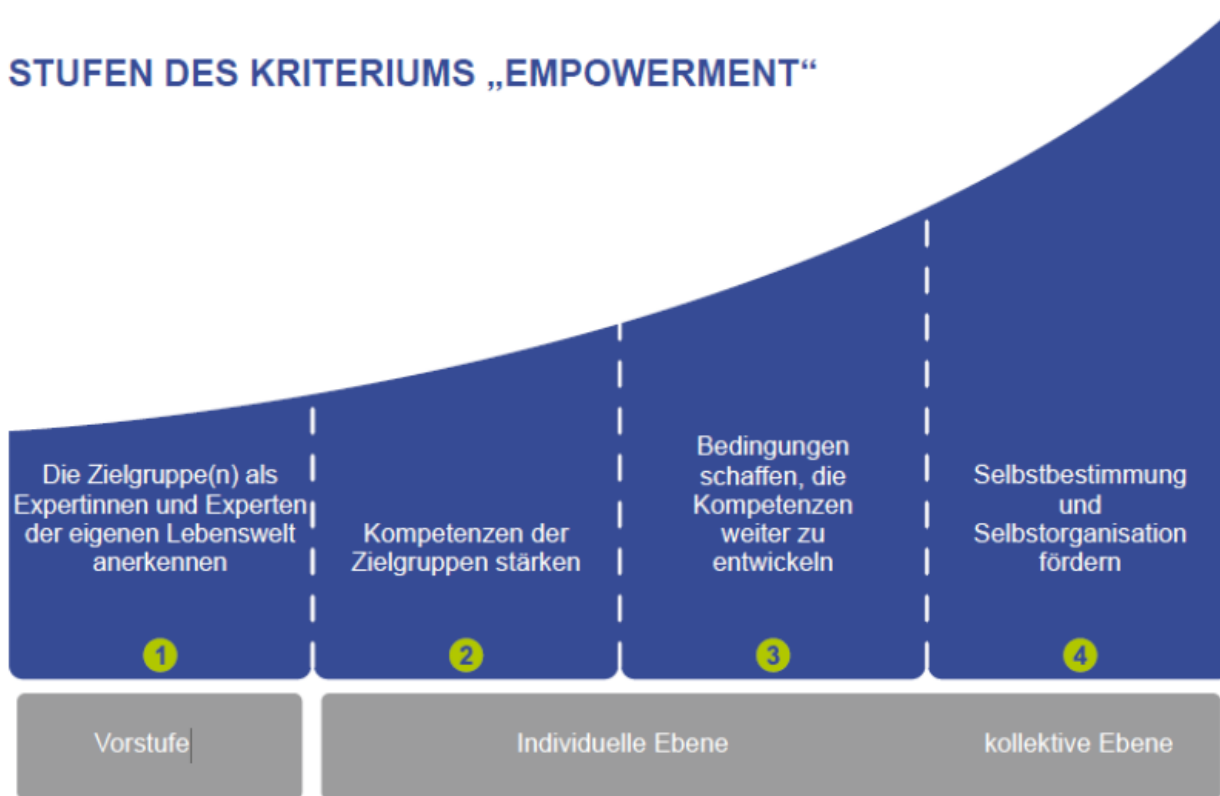 STUFEN DES KRITERIUMS „EMPOWERMENT“
Die Zielgruppe(n) als
Expertinnen und Experten
der eigenen Lebenswelt
anerkennen
1
Kompetenzen der
Zielgruppen stärken
2
Bedingungen
schaffen, die
Kompetenzen
weiter zu
entwickeln
3
Selbstbestimmung
und
Selbstorganisation
fördern
4
Vorstufe
Individuelle Ebene
kollektive Ebene